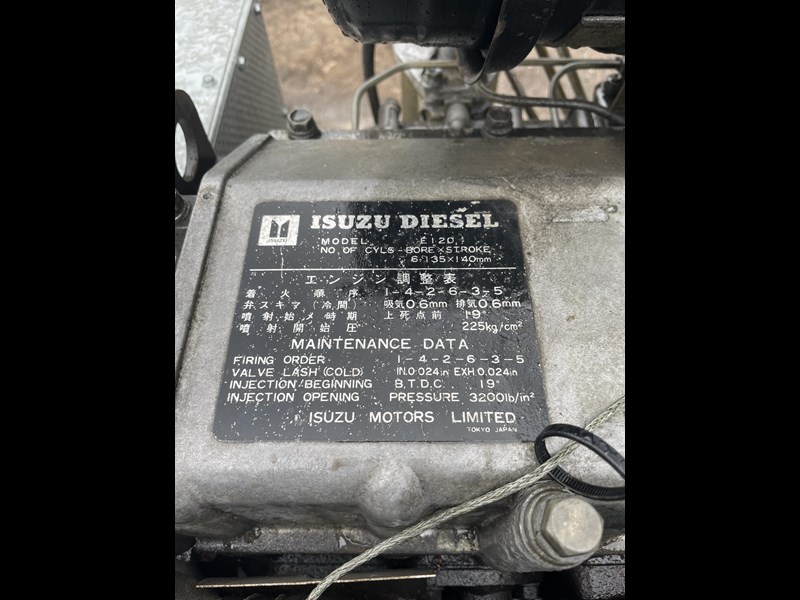 ISUZU DIESEL
ISUZU
MODEL E120
NO. OF CYLS-BORE×STROKE
6-135×140mm
エンジン調整表
着火順序 1-4-2-6-3-5
弁スキマ(冷間) 吸気0.6mm 排気0.6mm
噴射始メ時期 上死点前 19°
噴射開始圧 225kg/cm²
MAINTENANCE DATA
FIRING ORDER 1-4-2-6-3-5
VALVE LASH (COLD) IN.0.024in EXH.0.024in
INJECTION BEGINNING B.T.D.C. 19°
INJECTION OPENING PRESSURE 3200lb/in²
ISUZU MOTORS LIMITED
TOKYO JAPAN